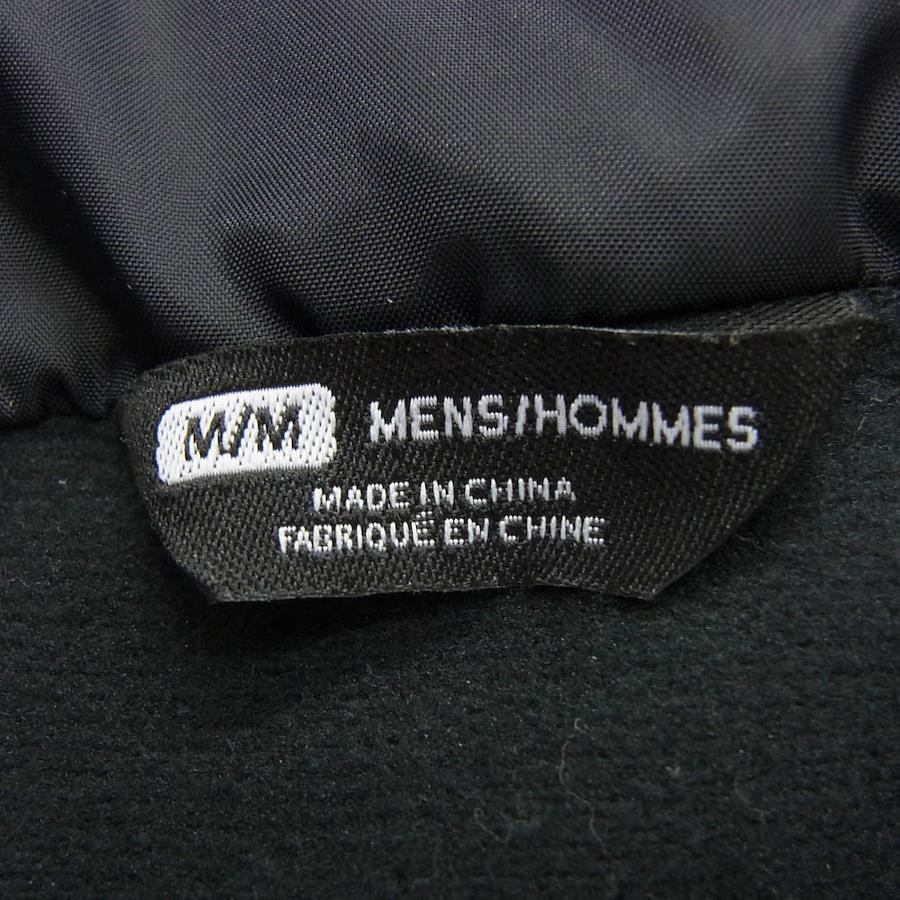 M/M MENS/HOMMES
MADE IN CHINA
FABRIQUÉ EN CHINE